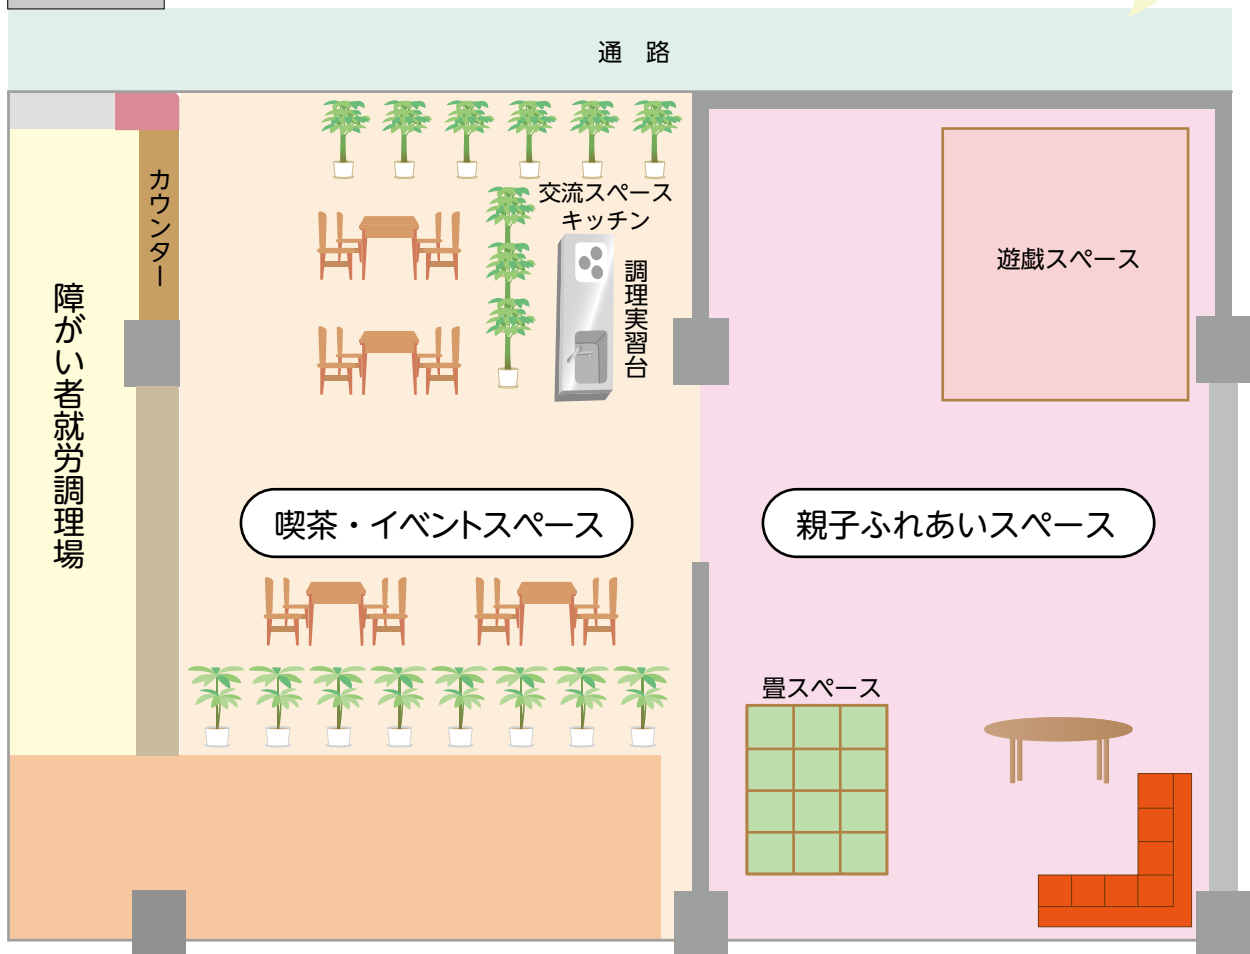 通　路
カウンター
交流スペース
キッチン
調理実習台
遊戯スペース
障がい者就労調理場
喫茶・イベントスペース
親子ふれあいスペース
畳スペース